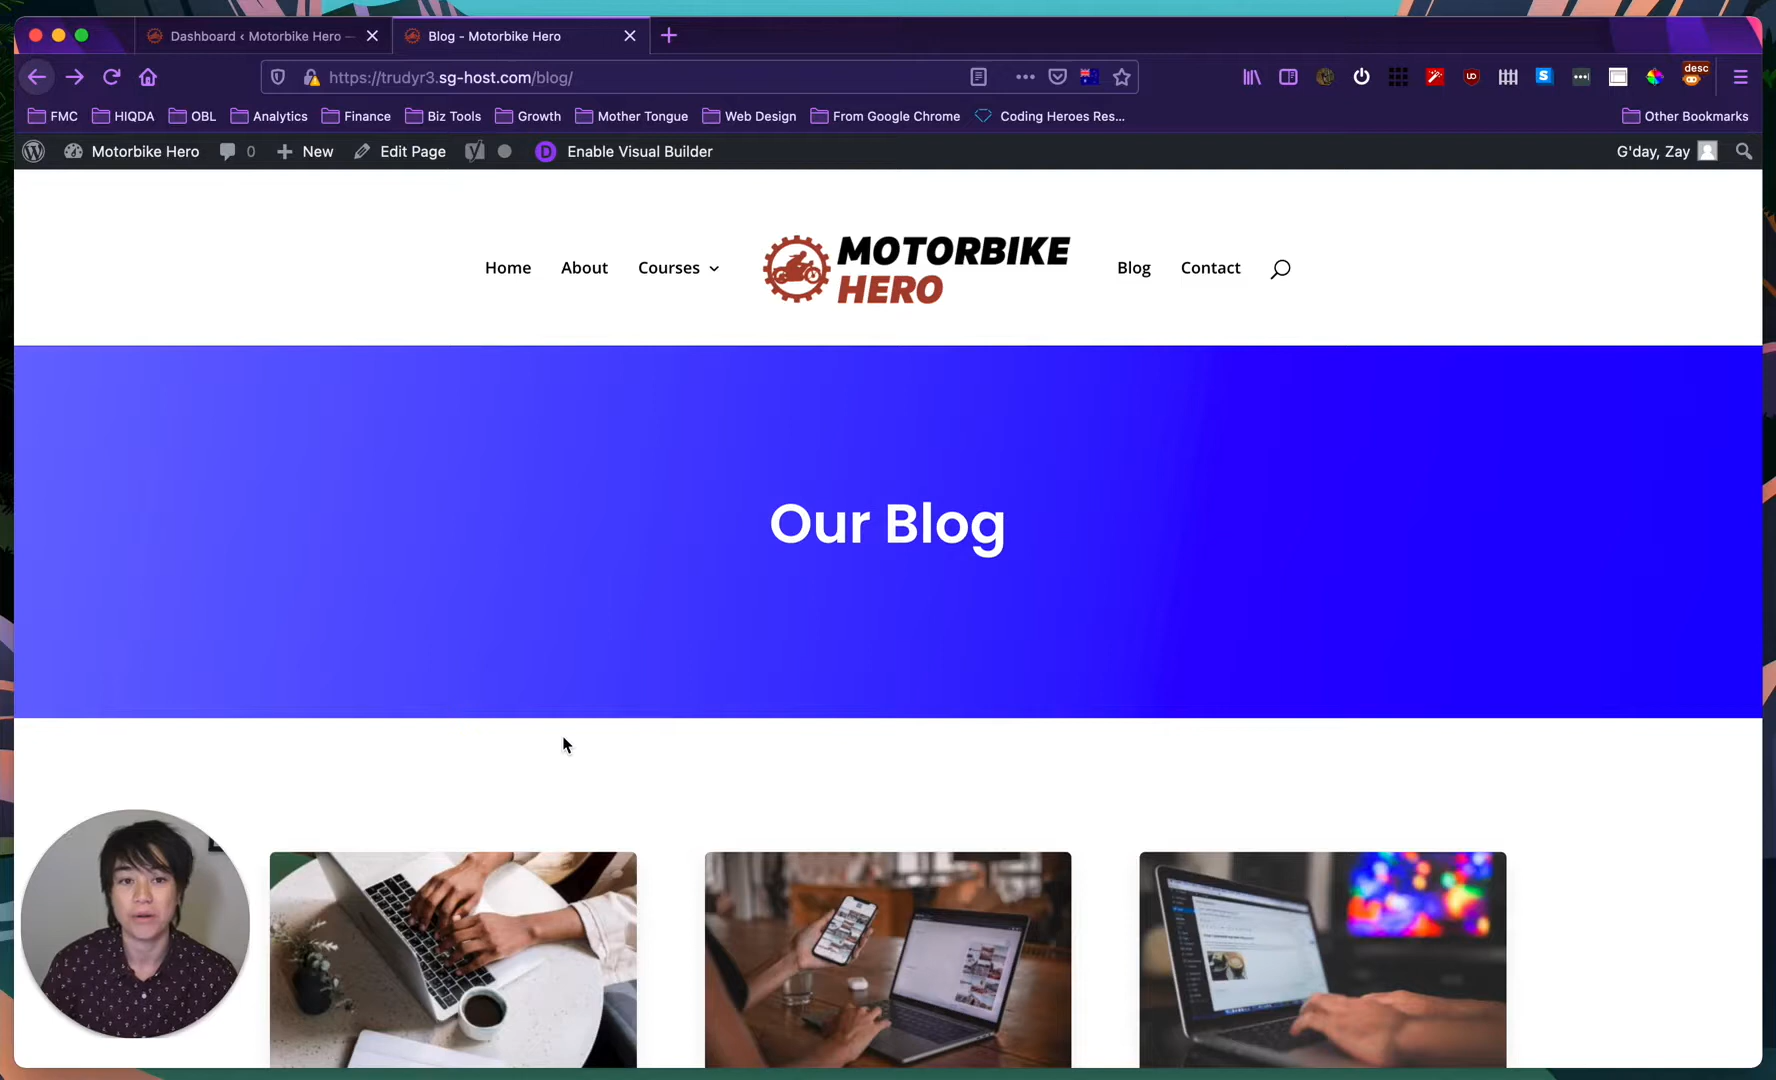 Dashboard ‹ Motorbike Hero —
Blog - Motorbike Hero
https://trudyr3.sg-host.com/blog/
desc
FMC
HIQDA
OBL
Analytics
Finance
Biz Tools
Growth
Mother Tongue
Web Design
From Google Chrome
Coding Heroes Res...
Other Bookmarks
Motorbike Hero
0
New
Edit Page
Enable Visual Builder
G'day, Zay
Home
About
Courses
MOTORBIKE
HERO
Blog
Contact
Our Blog